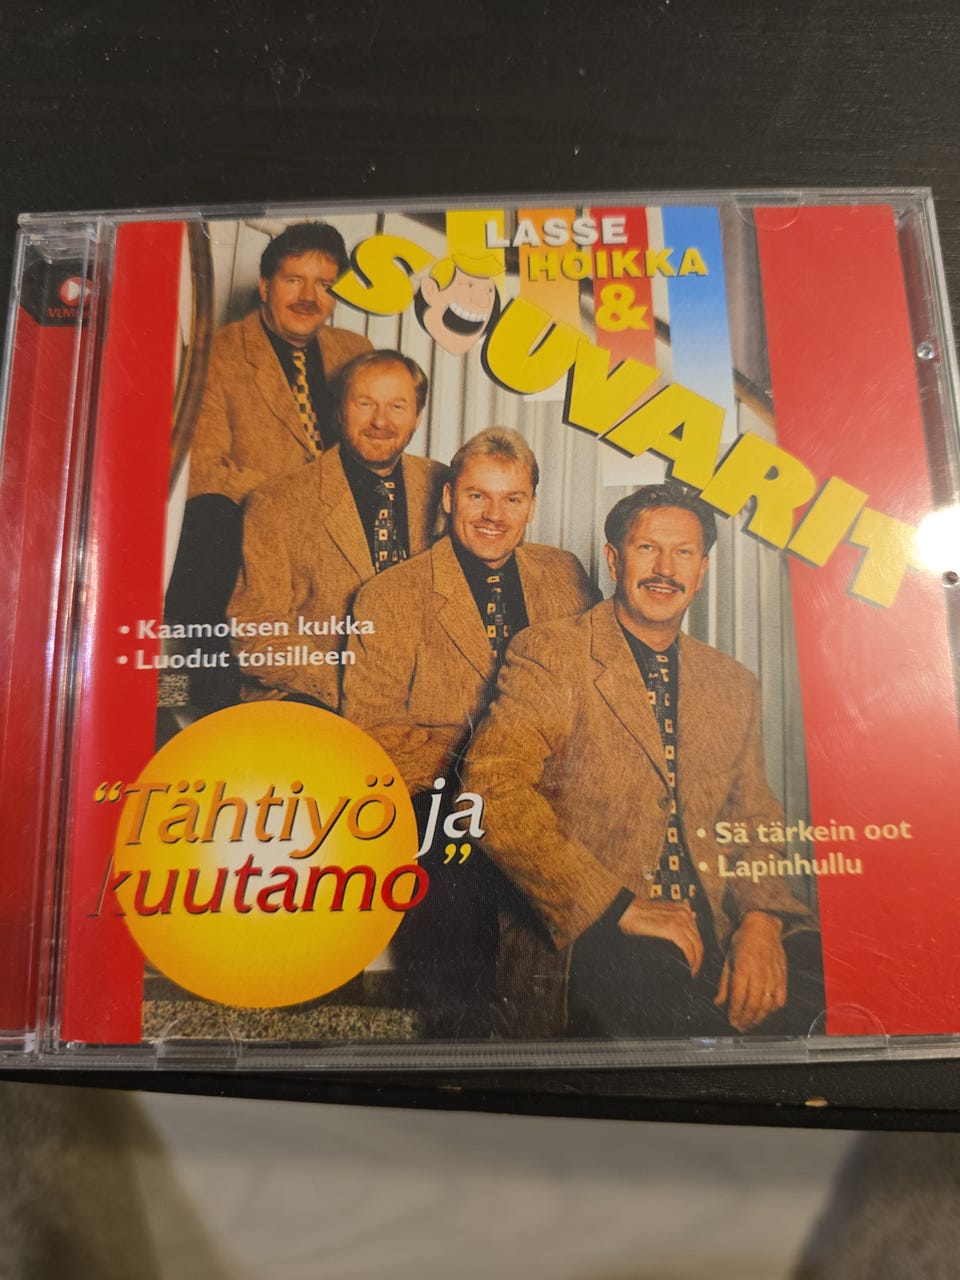 LASSE
HOIKKA
&
SOUVARIT
• Kaamoksen kukka
• Luodut toisilleen
"Tähtiyö ja
kuutamo"
• Sä tärkein oot
• Lapinhullu